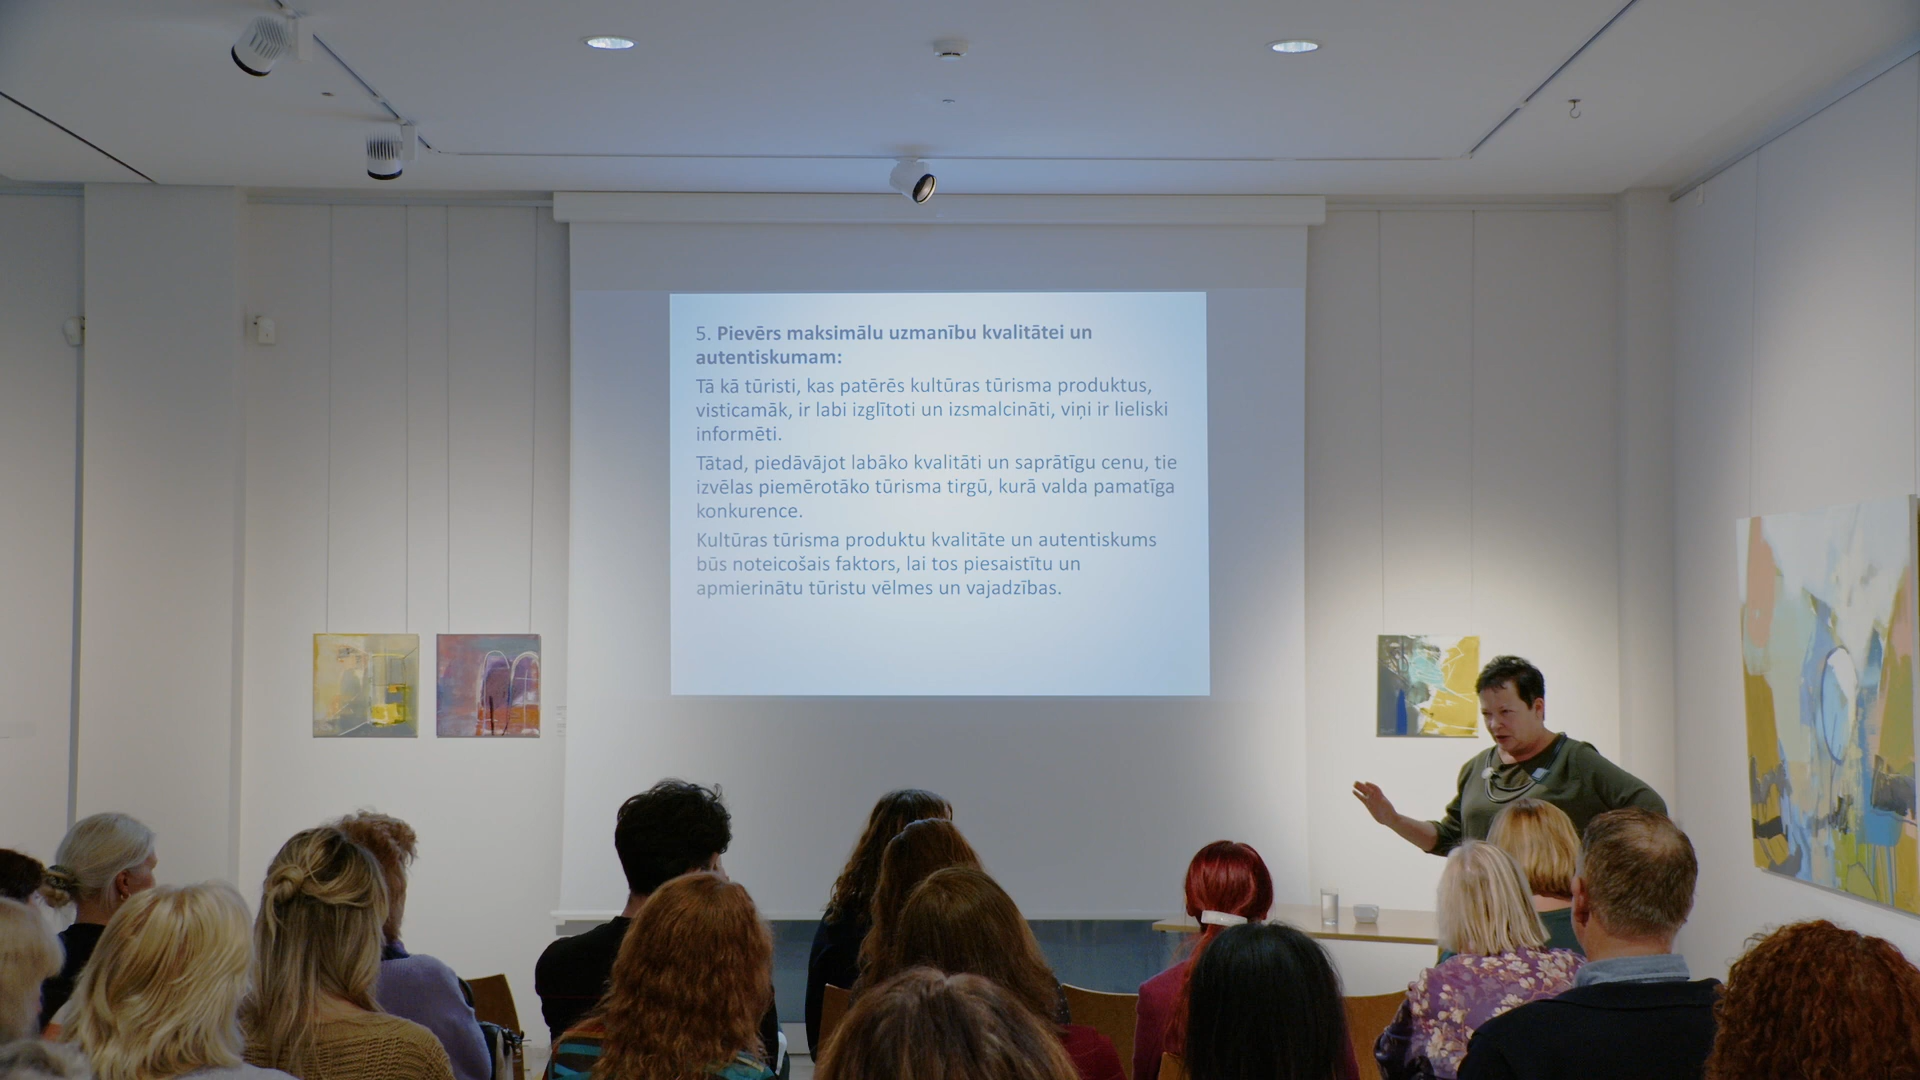 5. Pievērs maksimālu uzmanību kvalitātei un
autentiskumam:
Tā kā tūristi, kas patērēs kultūras tūrisma produktus,
visticamāk, ir labi izglītoti un izsmalcināti, viņi ir lieliski
informēti.
Tātad, piedāvājot labāko kvalitāti un saprātīgu cenu, tie
izvēlas piemērotāko tūrisma tirgū, kurā valda pamatīga
konkurence.
Kultūras tūrisma produktu kvalitāte un autentiskums
būs noteicošais faktors, lai tos piesaistītu un
apmierinātu tūristu vēlmes un vajadzības.